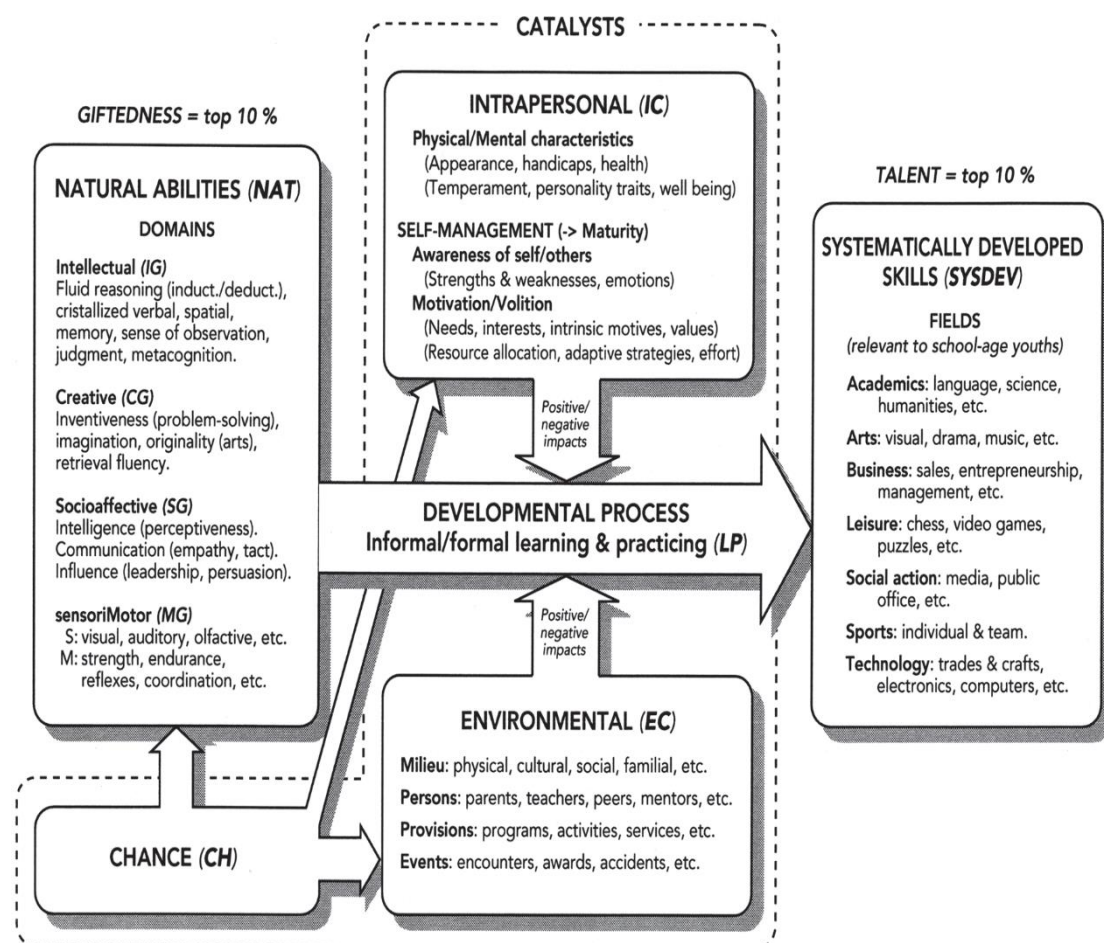 CATALYSTS
GIFTEDNESS = top 10 %
NATURAL ABILITIES (NAT)
DOMAINS
Intellectual (IG)
Fluid reasoning (induct./deduct.),
cristallized verbal, spatial,
memory, sense of observation,
judgment, metacognition.
Creative (CG)
Inventiveness (problem-solving),
imagination, originality (arts),
retrieval fluency.
Socioaffective (SG)
Intelligence (perceptiveness).
Communication (empathy, tact).
Influence (leadership, persuasion).
sensoriMotor (MG)
S: visual, auditory, olfactive, etc.
M: strength, endurance,
reflexes, coordination, etc.
INTRAPERSONAL (IC)
Physical/Mental characteristics
(Appearance, handicaps, health)
(Temperament, personality traits, well being)
SELF-MANAGEMENT (-> Maturity)
Awareness of self/others
(Strengths & weaknesses, emotions)
Motivation/Volition
(Needs, interests, intrinsic motives, values)
(Resource allocation, adaptive strategies, effort)
Positive/
negative
impacts
DEVELOPMENTAL PROCESS
Informal/formal learning & practicing (LP)
Positive/
negative
impacts
ENVIRONMENTAL (EC)
Milieu: physical, cultural, social, familial, etc.
Persons: parents, teachers, peers, mentors, etc.
Provisions: programs, activities, services, etc.
Events: encounters, awards, accidents, etc.
CHANCE (CH)
TALENT = top 10 %
SYSTEMATICALLY DEVELOPED
SKILLS (SYSDEV)
FIELDS
(relevant to school-age youths)
Academics: language, science,
humanities, etc.
Arts: visual, drama, music, etc.
Business: sales, entrepreneurship,
management, etc.
Leisure: chess, video games,
puzzles, etc.
Social action: media, public
office, etc.
Sports: individual & team.
Technology: trades & crafts,
electronics, computers, etc.